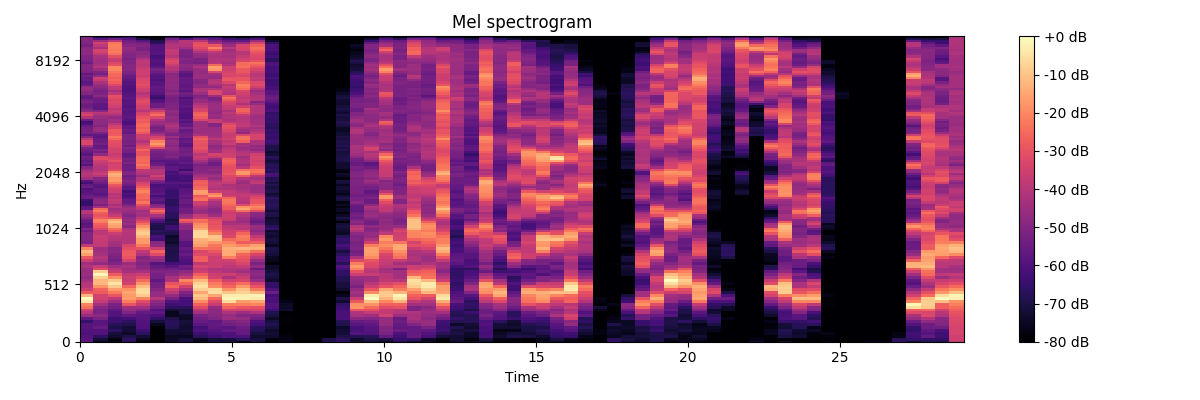 Mel spectrogram
Hz
8192
4096
2048
1024
512
0
0 5 10 15 20 25
Time
+0 dB
-10 dB
-20 dB
-30 dB
-40 dB
-50 dB
-60 dB
-70 dB
-80 dB